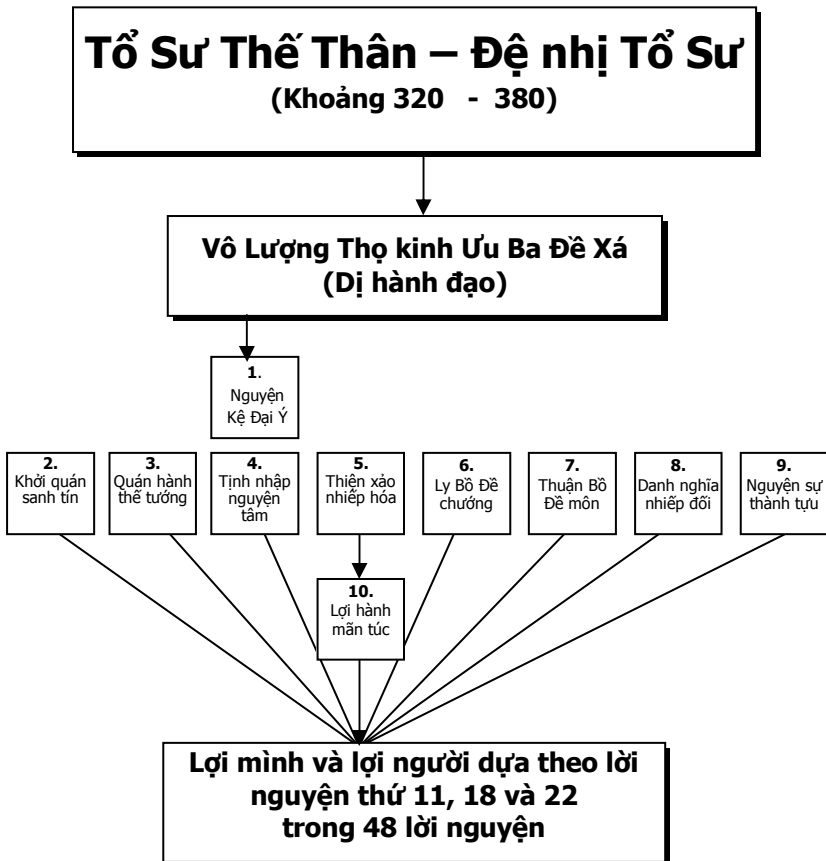 Tổ Sư Thế Thân – Đệ nhị Tổ Sư
(Khoảng 320 - 380)
Vô Lượng Thọ kinh Ưu Ba Đề Xá
(Dị hành đạo)
1.
Nguyện
Kệ Đại Ý
2.
Khởi quán
sanh tín
3.
Quán hành
thế tướng
4.
Tịnh nhập
nguyện
tâm
5.
Thiện xảo
nhiếp hóa
6.
Ly Bồ Đề
chướng
7.
Thuận Bồ
Đề môn
8.
Danh nghĩa
nhiếp đối
9.
Nguyện sự
thành tựu
10.
Lợi hành
mãn túc
Lợi mình và lợi người dựa theo lời
nguyện thứ 11, 18 và 22
trong 48 lời nguyện